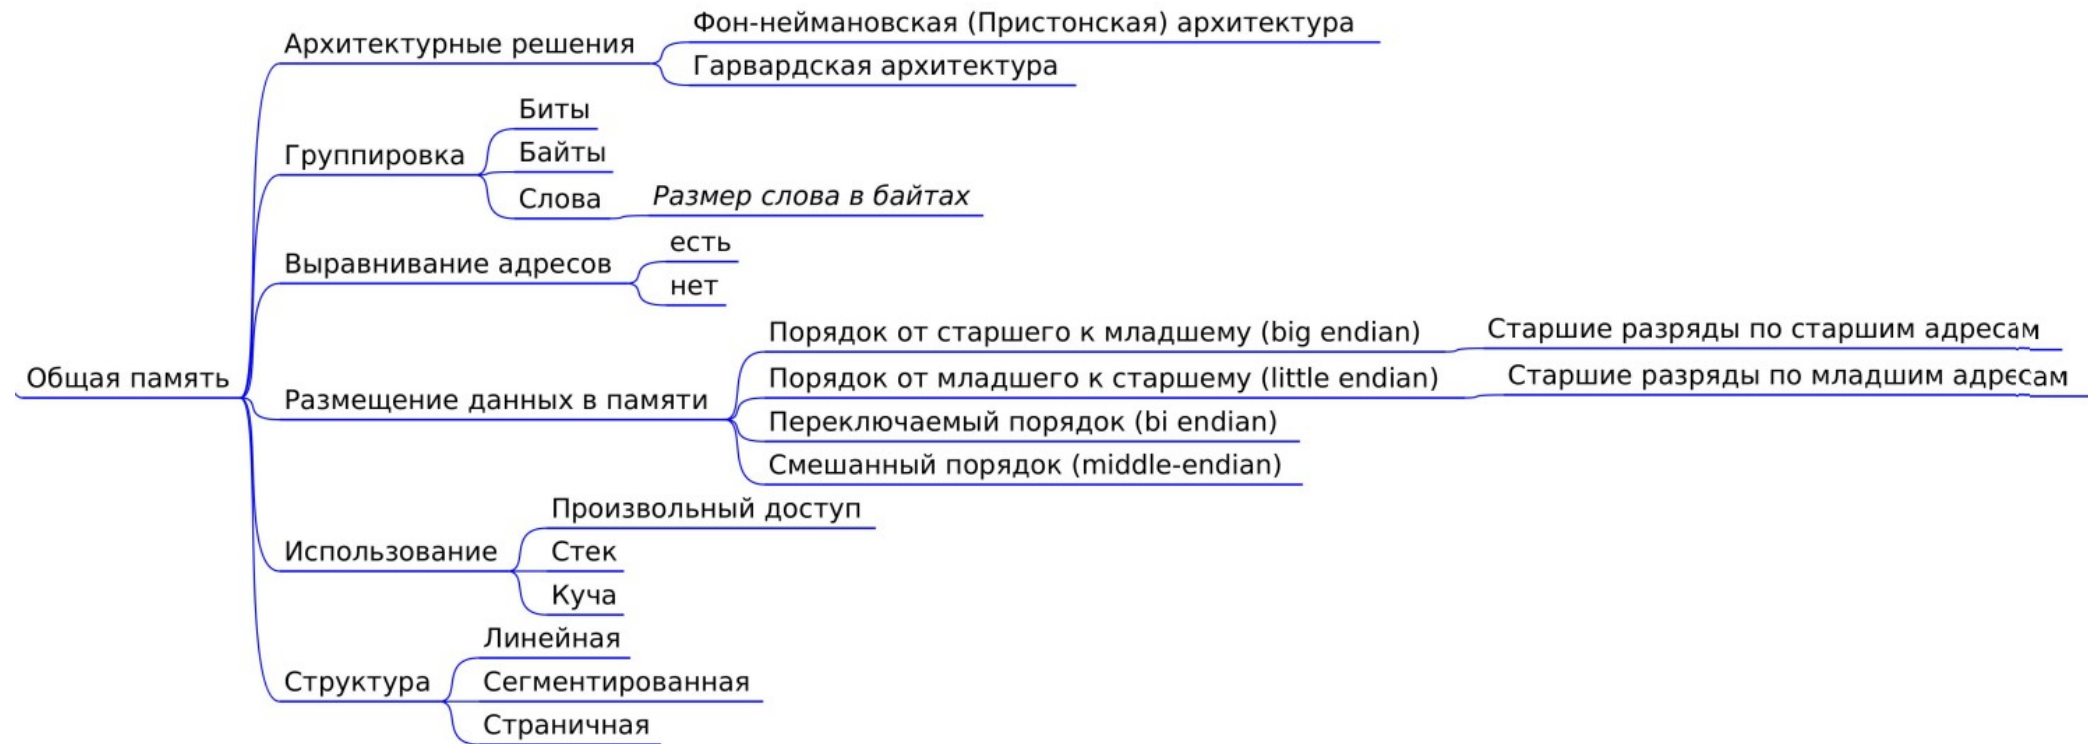 Общая память
Архитектурные решения
Фон-неймановская (Пристонская) архитектура
Гарвардская архитектура
Группировка
Биты
Байты
Слова
Размер слова в байтах
Выравнивание адресов
есть
нет
Размещение данных в памяти
Порядок от старшего к младшему (big endian)
Старшие разряды по старшим адресам
Порядок от младшего к старшему (little endian)
Старшие разряды по младшим адресам
Переключаемый порядок (bi endian)
Смешанный порядок (middle-endian)
Использование
Произвольный доступ
Стек
Куча
Структура
Линейная
Сегментированная
Страничная